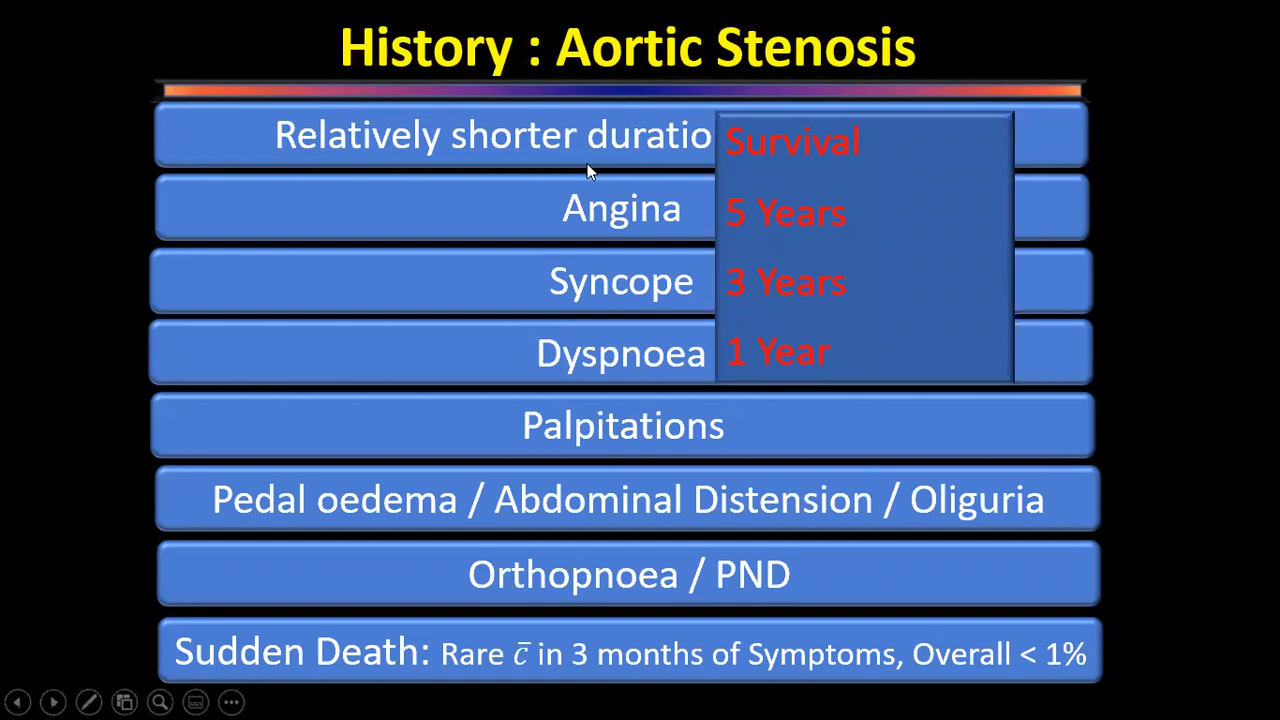 History : Aortic Stenosis
Relatively shorter duratio
Survival
Angina
5 Years
Syncope
3 Years
Dyspnoea
1 Year
Palpitations
Pedal oedema / Abdominal Distension / Oliguria
Orthopnoea / PND
Sudden Death: Rare c̄ in 3 months of Symptoms, Overall < 1%